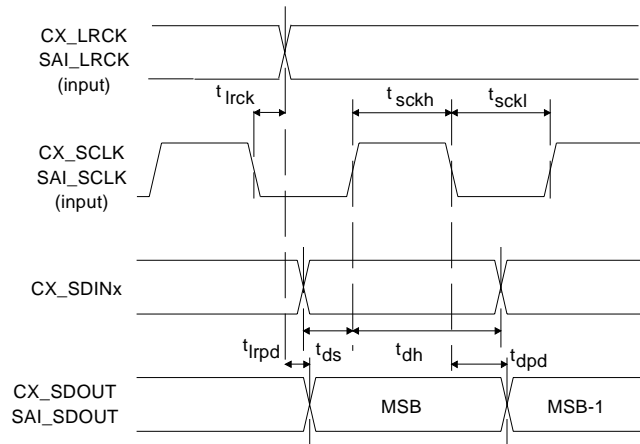 CX_LRCK
SAI_LRCK
(input)
t lrck
t sckh
t sckl
CX_SCLK
SAI_SCLK
(input)
CX_SDINx
t lrpd
t ds
t dh
t dpd
CX_SDOUT
SAI_SDOUT
MSB
MSB-1